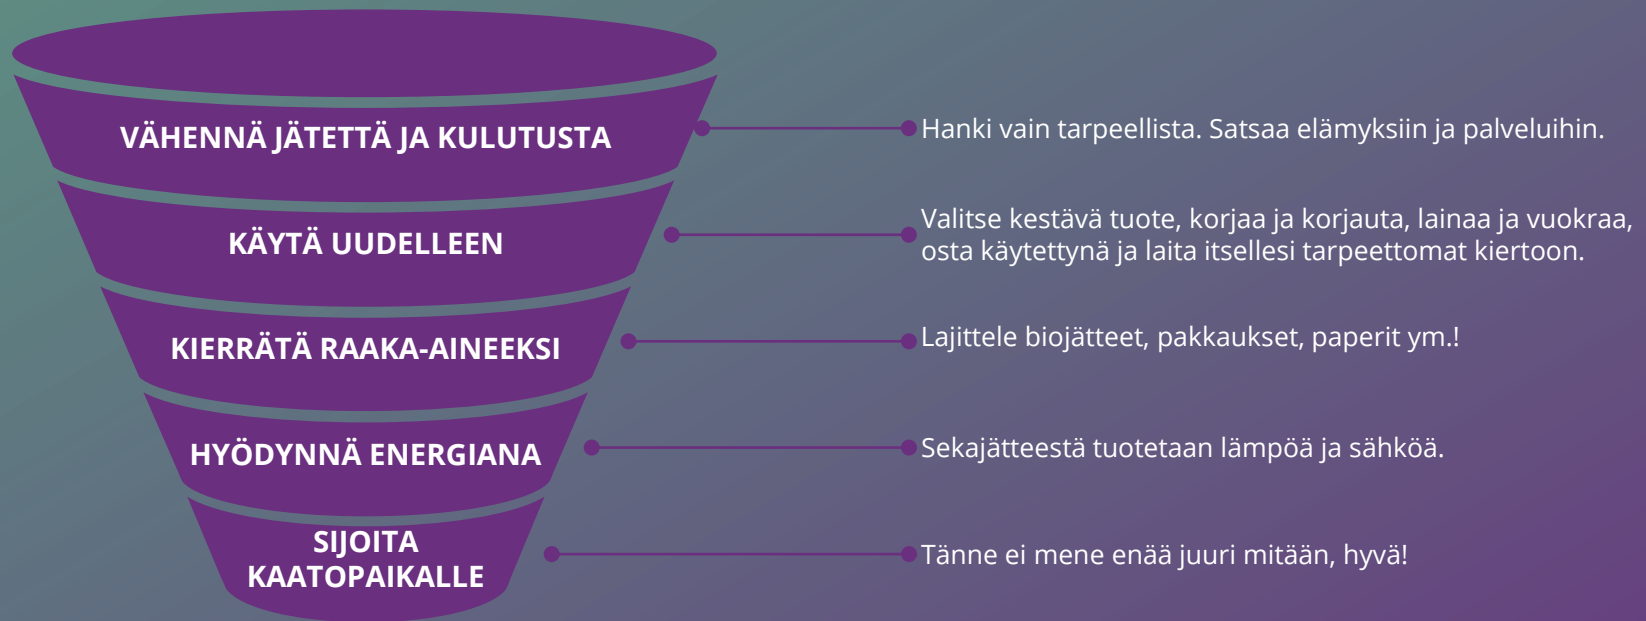 VÄHENNÄ JÄTETTÄ JA KULUTUSTA
Hanki vain tarpeellista. Satsaa elämyksiin ja palveluihin.
KÄYTÄ UUDELLEEN
Valitse kestävä tuote, korjaa ja korjauta, lainaa ja vuokraa,
osta käytettynä ja laita itsellesi tarpeettomat kiertoon.
KIERRÄTÄ RAAKA-AINEEKSI
Lajittele biojätteet, pakkaukset, paperit ym.!
HYÖDYNNÄ ENERGIANA
Sekajätteestä tuotetaan lämpöä ja sähköä.
SIJOITA
KAATOPAIKALLE
Tänne ei mene enää juuri mitään, hyvä!